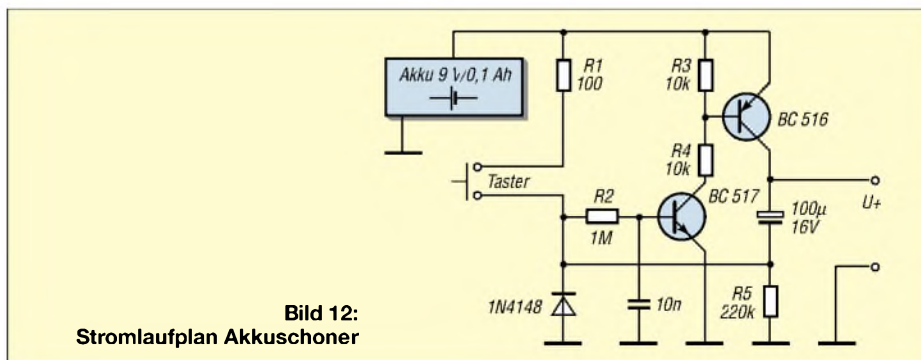 Akku 9 V/0,1 Ah
R1
100
R3
10k
BC 516
R4
10k
Taster
R2
1M
BC 517
100µ
16V
U+
1N4148
10n
R5
220k
Bild 12:
Stromlaufplan Akkuschoner